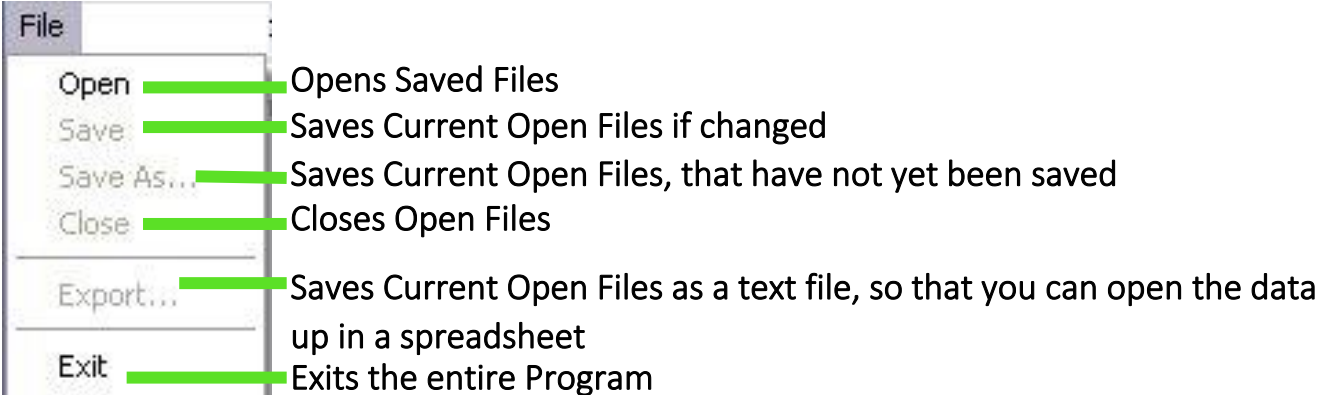 File
Open
Opens Saved Files
Save
Saves Current Open Files if changed
Save As...
Saves Current Open Files, that have not yet been saved
Close
Closes Open Files
Export...
Saves Current Open Files as a text file, so that you can open the data
up in a spreadsheet
Exit
Exits the entire Program